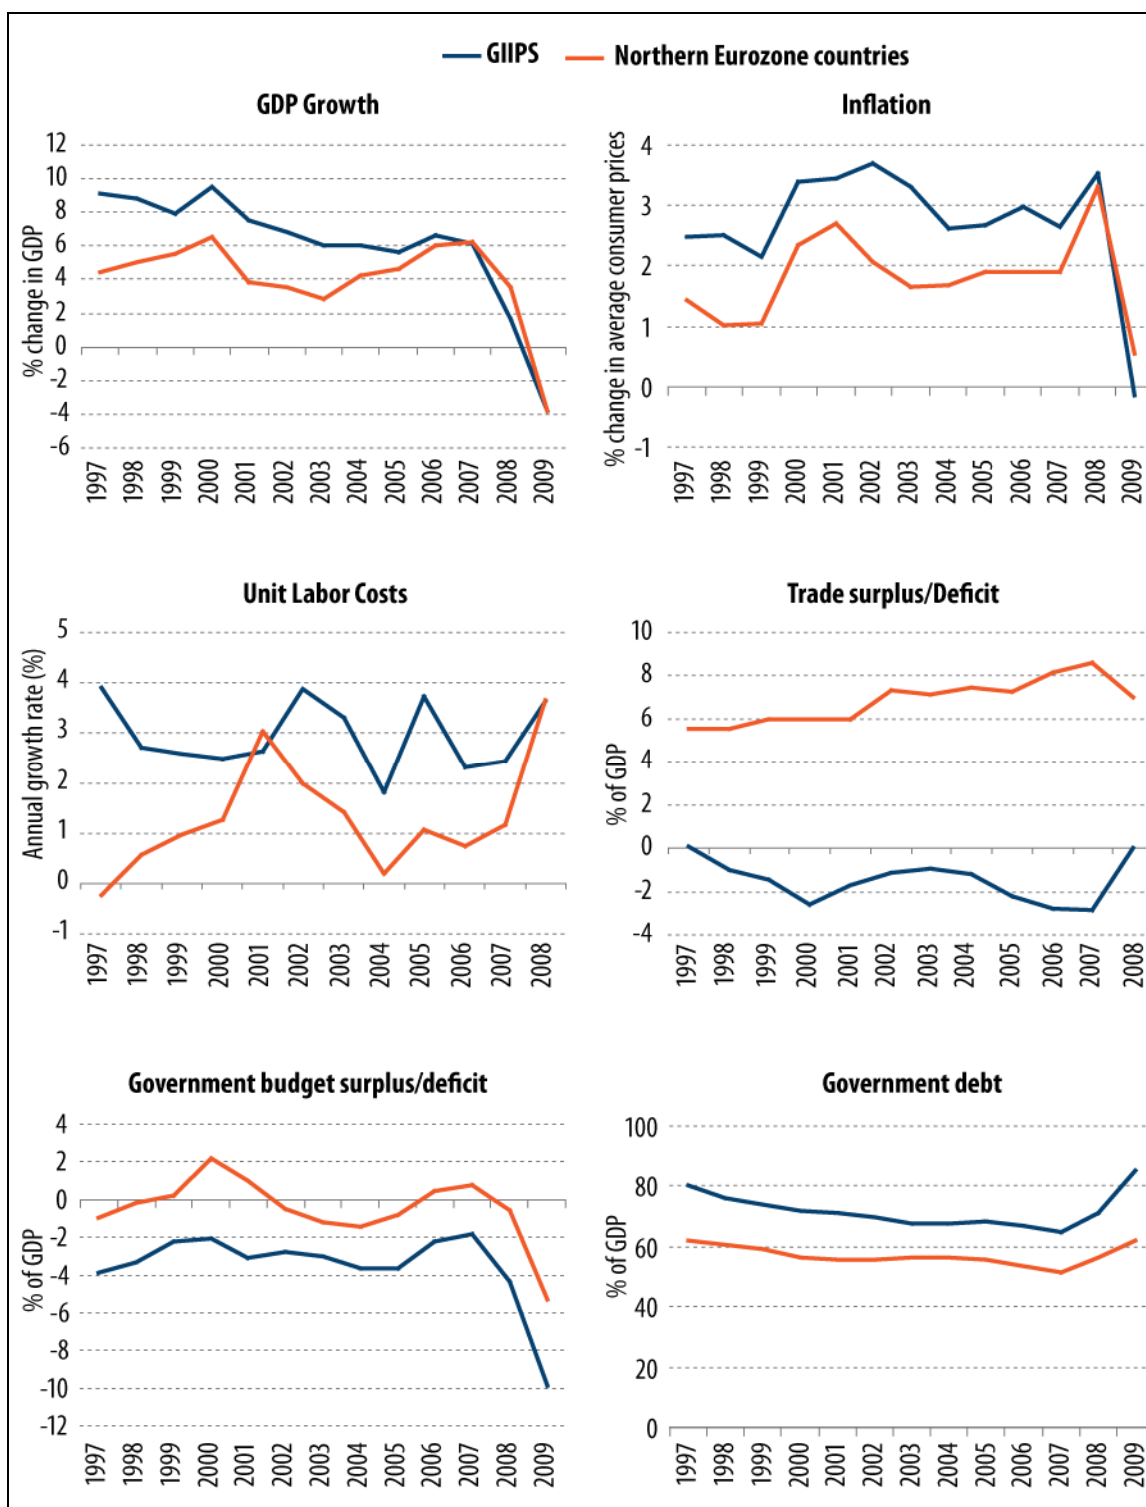 GIIPS Northern Eurozone countries
GDP Growth
% change in GDP
12
10
8
6
4
2
0
-2
-4
-6
1997 1998 1999 2000 2001 2002 2003 2004 2005 2006 2007 2008 2009
Inflation
% change in average consumer prices
4
3
2
1
0
-1
1997 1998 1999 2000 2001 2002 2003 2004 2005 2006 2007 2008 2009
Unit Labor Costs
Annual growth rate (%)
5
4
3
2
1
0
-1
1997 1998 1999 2000 2001 2002 2003 2004 2005 2006 2007 2008
Trade surplus/Deficit
% of GDP
10
8
6
4
2
0
-2
-4
1997 1998 1999 2000 2001 2002 2003 2004 2005 2006 2007 2008
Government budget surplus/deficit
% of GDP
4
2
0
-2
-4
-6
-8
-10
-12
1997 1998 1999 2000 2001 2002 2003 2004 2005 2006 2007 2008 2009
Government debt
% of GDP
100
80
60
40
20
0
1997 1998 1999 2000 2001 2002 2003 2004 2005 2006 2007 2008 2009